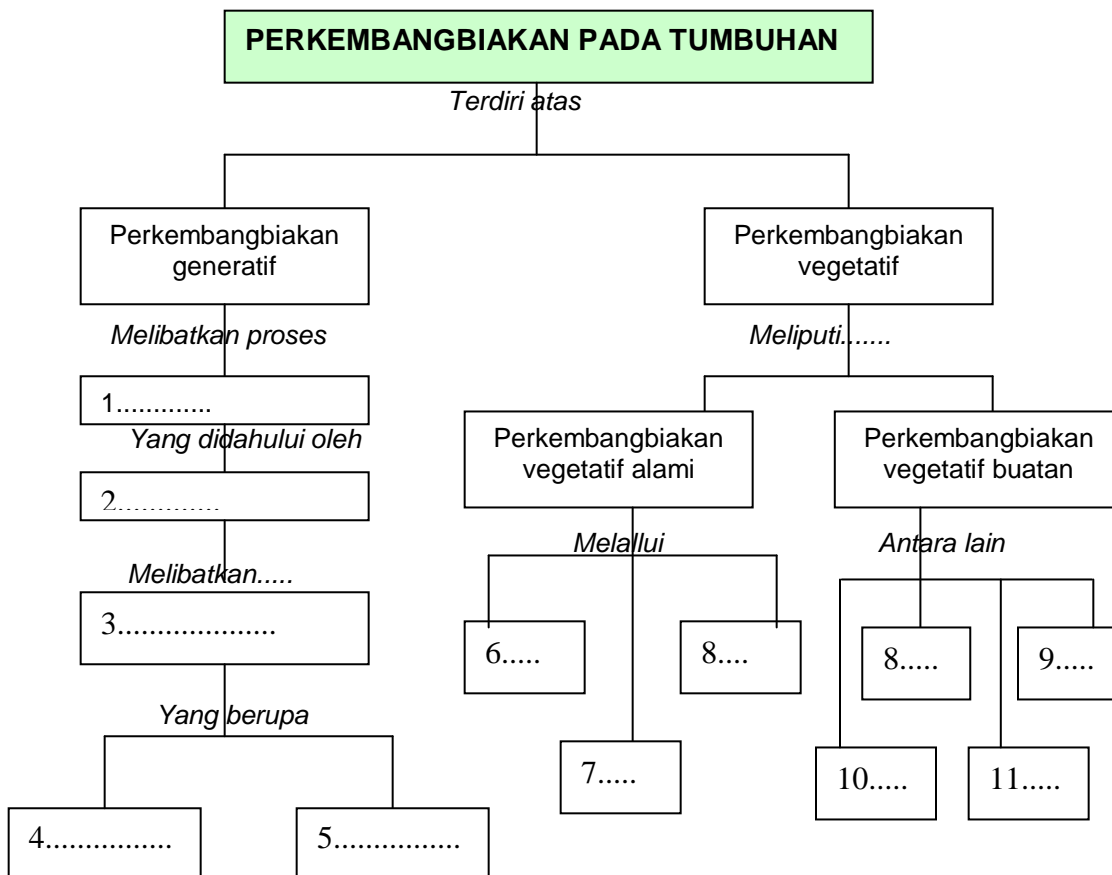 PERKEMBANGBIAKAN PADA TUMBUHAN
Terdiri atas
Perkembangbiakan
generatif
Perkembangbiakan
vegetatif
Melibatkan proses
Meliputi.......
1.............
Yang didahului oleh
Perkembangbiakan
vegetatif alami
Perkembangbiakan
vegetatif buatan
2.............
Melallui
Antara lain
Melibatkan.....
3....................
6.....
8....
8.....
9.....
Yang berupa
7.....
10.....
11.....
4................
5................